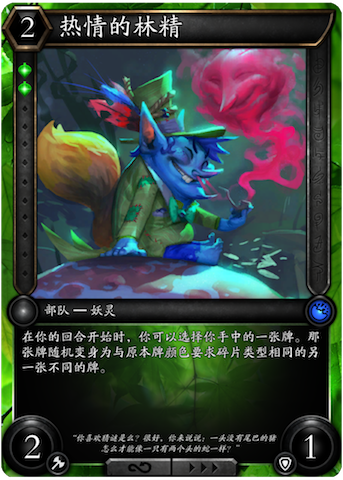 2
热情的林精
部队 — 妖灵
在你的回合开始时，你可以选择你手中的一张牌。那
张牌随机变身为与原本牌颜色要求碎片类型相同的另
一张不同的牌。
“你喜欢猜谜是么？很好，你来说说：一头没有尾巴的猪
怎么才能像一只有两个头的蛇一样？”
2
1